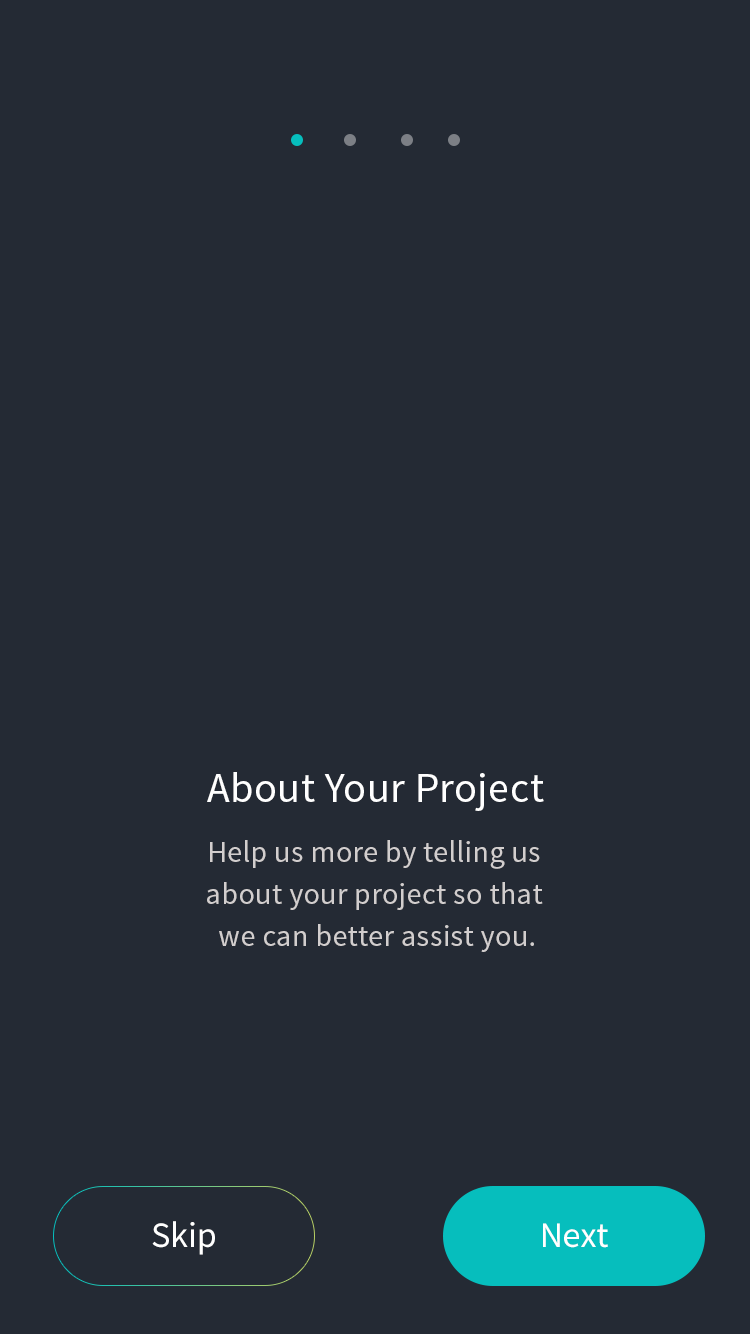 About Your Project
Help us more by telling us
about your project so that
we can better assist you.
Skip
Next